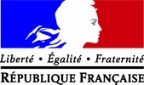 Liberté • Égalité • Fraternité
RÉPUBLIQUE FRANÇAISE